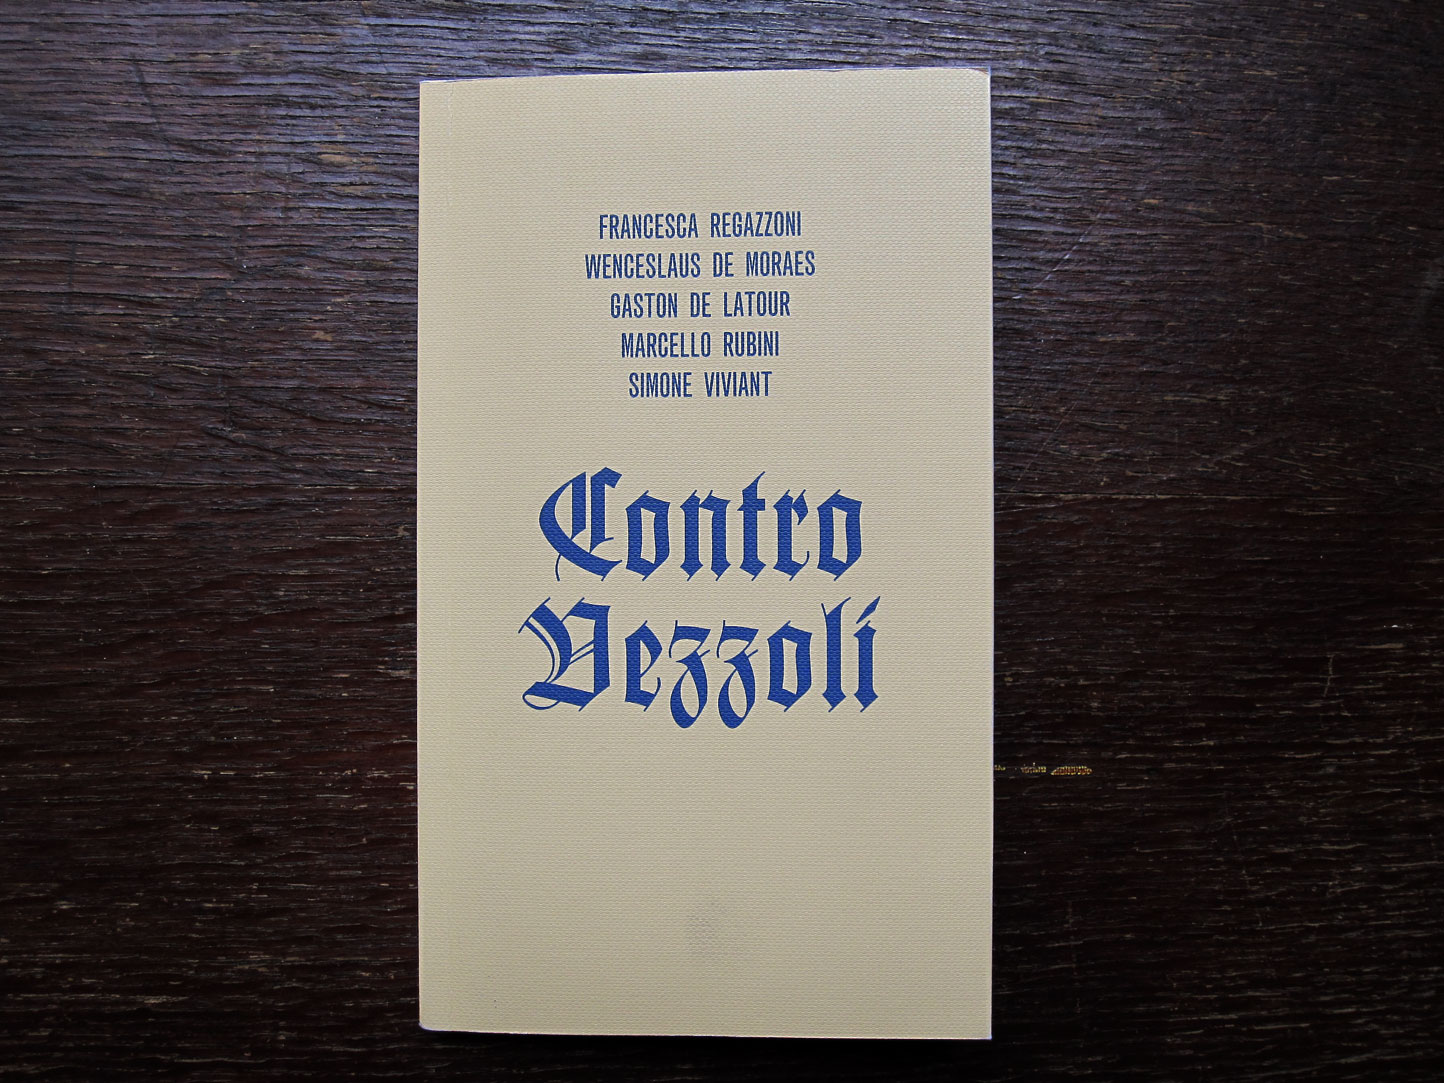 FRANCESCA REGAZZONI
WENCESLAUS DE MORAES
GASTON DE LATOUR
MARCELLO RUBINI
SIMONE VIVIANT
Contro
Vezzoli